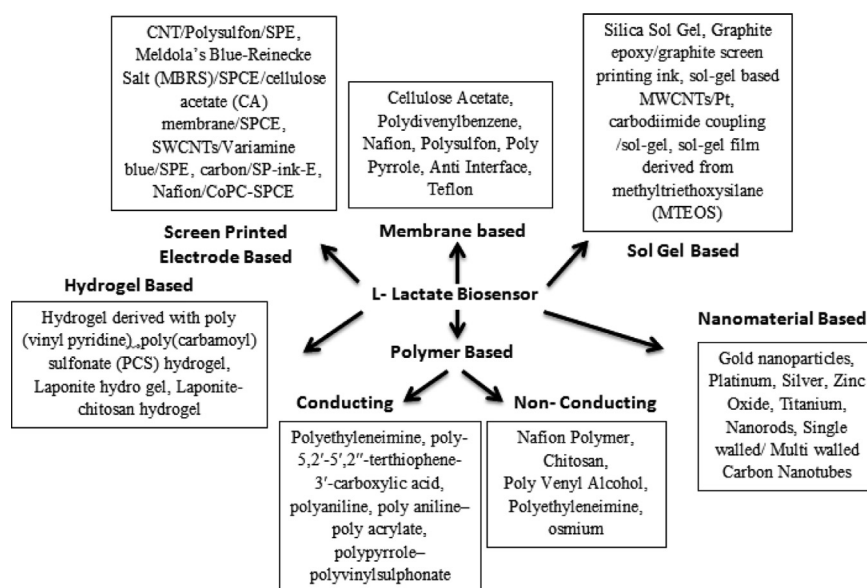 CNT/Polysulfon/SPE,
Meldola's Blue-Reinecke
Salt (MBRS)/SPCE/cellulose
acetate (CA)
membrane/SPCE,
SWCNTs/Variamine
blue/SPE, carbon/SP-ink-E,
Nafion/CoPC-SPCE
Screen Printed
Electrode Based
Cellulose Acetate,
Polydivenylbenzene,
Nafion, Polysulfon, Poly
Pyrrole, Anti Interface,
Teflon
Membrane based
Silica Sol Gel, Graphite
epoxy/graphite screen
printing ink, sol-gel based
MWCNTs/Pt,
carbodiimide coupling
/sol-gel, sol-gel film
derived from
methyltriethoxysilane
(MTEOS)
Sol Gel Based
L- Lactate Biosensor
Hydrogel Based
Hydrogel derived with poly
(vinyl pyridine),,poly(carbamoyl)
sulfonate (PCS) hydrogel,
Laponite hydro gel, Laponite-
chitosan hydrogel
Polymer Based
Conducting
Polyethyleneimine, poly-
5,2′-5′,2″-terthiophene-
3′-carboxylic acid,
polyaniline, poly aniline–
poly acrylate,
polypyrrole–
polyvinylsulphonate
Non- Conducting
Nafion Polymer,
Chitosan,
Poly Venyl Alcohol,
Polyethyleneimine,
osmium
Nanomaterial Based
Gold nanoparticles,
Platinum, Silver, Zinc
Oxide, Titanium,
Nanorods, Single
walled/ Multi walled
Carbon Nanotubes